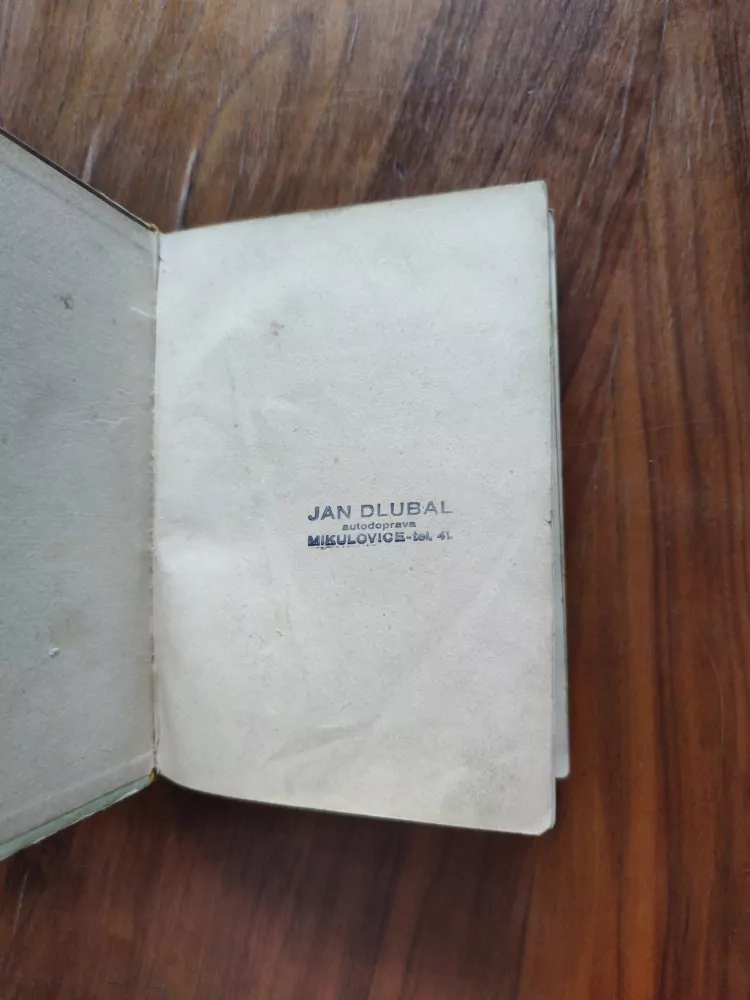 JAN DLUBAL
autodoprava
MIKULOVICE-tel. 41.